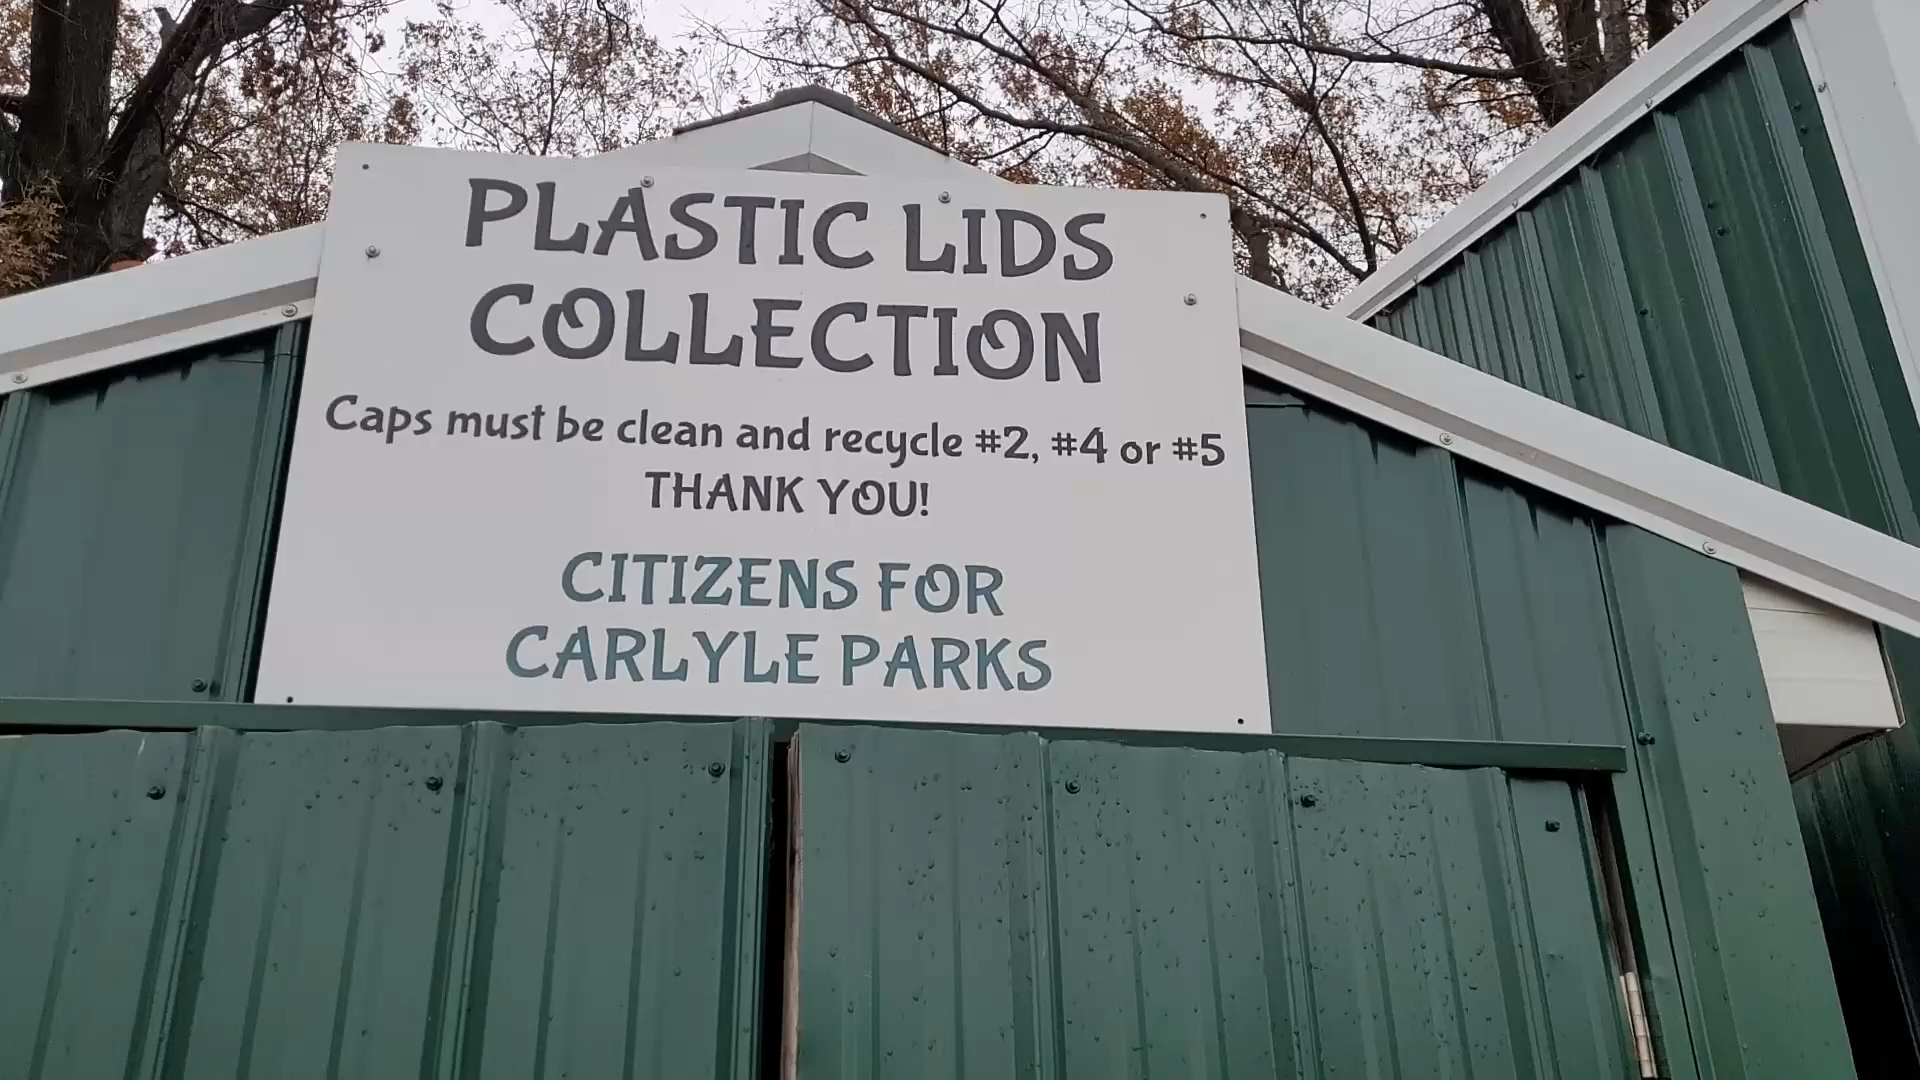 PLASTIC LIDS
COLLECTION
Caps must be clean and recycle #2, #4 or #5
THANK YOU!
CITIZENS FOR
CARLYLE PARKS